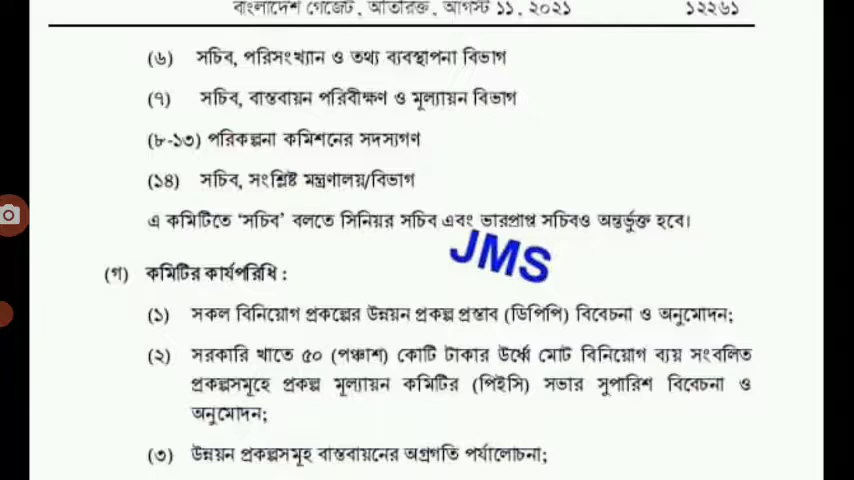 বাংলাদেশ গেজেট, অতিরিক্ত, আগস্ট ১১, ২০২১ ১২২৬১
(৬) সচিব, পরিসংখ্যান ও তথ্য ব্যবস্থাপনা বিভাগ
(৭) সচিব, বাস্তবায়ন পরিবীক্ষণ ও মূল্যায়ন বিভাগ
(৮-১৩) পরিকল্পনা কমিশনের সদস্যগণ
(১৪) সচিব, সংশ্লিষ্ট মন্ত্রণালয়/বিভাগ
এ কমিটিতে ‘সচিব’ বলতে সিনিয়র সচিব এবং ভারপ্রাপ্ত সচিবও অন্তর্ভুক্ত হবে।
JMS
(গ) কমিটির কার্যপরিধি :
(১) সকল বিনিয়োগ প্রকল্পের উন্নয়ন প্রকল্প প্রস্তাব (ডিপিপি) বিবেচনা ও অনুমোদন;
(২) সরকারি খাতে ৫০ (পঞ্চাশ) কোটি টাকার উর্ধ্বে মোট বিনিয়োগ ব্যয় সংবলিত
প্রকল্পসমূহে প্রকল্প মূল্যায়ন কমিটির (পিইসি) সভার সুপারিশ বিবেচনা ও
অনুমোদন;
(৩) উন্নয়ন প্রকল্পসমূহ বাস্তবায়নের অগ্রগতি পর্যালোচনা;